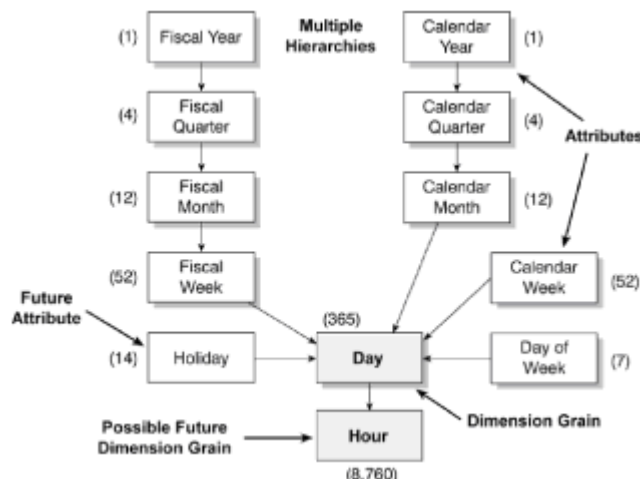 (1)
Fiscal Year
Multiple
Hierarchies
Calendar
Year
(1)
(4)
Fiscal
Quarter
Calendar
Quarter
(4)
Attributes
(12)
Fiscal
Month
Calendar
Month
(12)
(52)
Fiscal
Week
Calendar
Week
(52)
Future
Attribute
(365)
(14)
Holiday
Day
Day of
Week
(7)
Possible Future
Dimension Grain
Hour
Dimension Grain
(8,760)